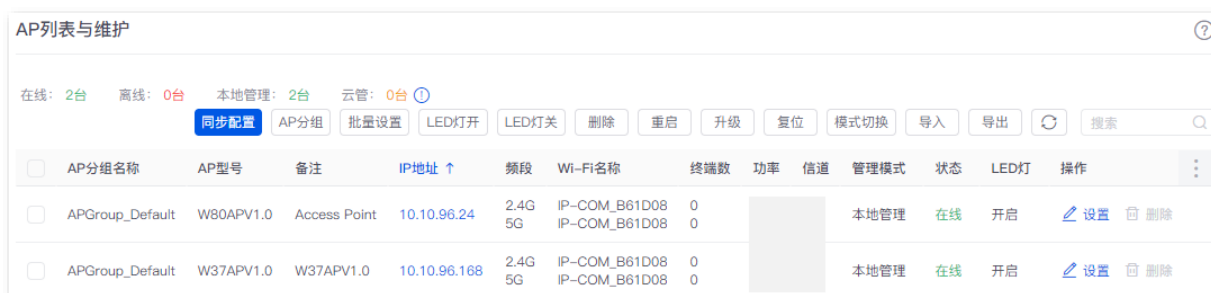 AP列表与维护
?
在线: 2台 离线: 0台 本地管理: 2台 云管: 0台 !
同步配置 AP分组 批量设置 LED灯开 LED灯关 删除 重启 升级 复位 模式切换 导入 导出 搜索
AP分组名称 AP型号 备注 IP地址 ↑ 频段 Wi-Fi名称 终端数 功率 信道 管理模式 状态 LED灯 操作
APGroup_Default W80APV1.0 Access Point 10.10.96.24 2.4G IP-COM_B61D08 0 本地管理 在线 开启 设置 删除
5G IP-COM_B61D08 0
APGroup_Default W37APV1.0 W37APV1.0 10.10.96.168 2.4G IP-COM_B61D08 0 本地管理 在线 开启 设置 删除
5G IP-COM_B61D08 0